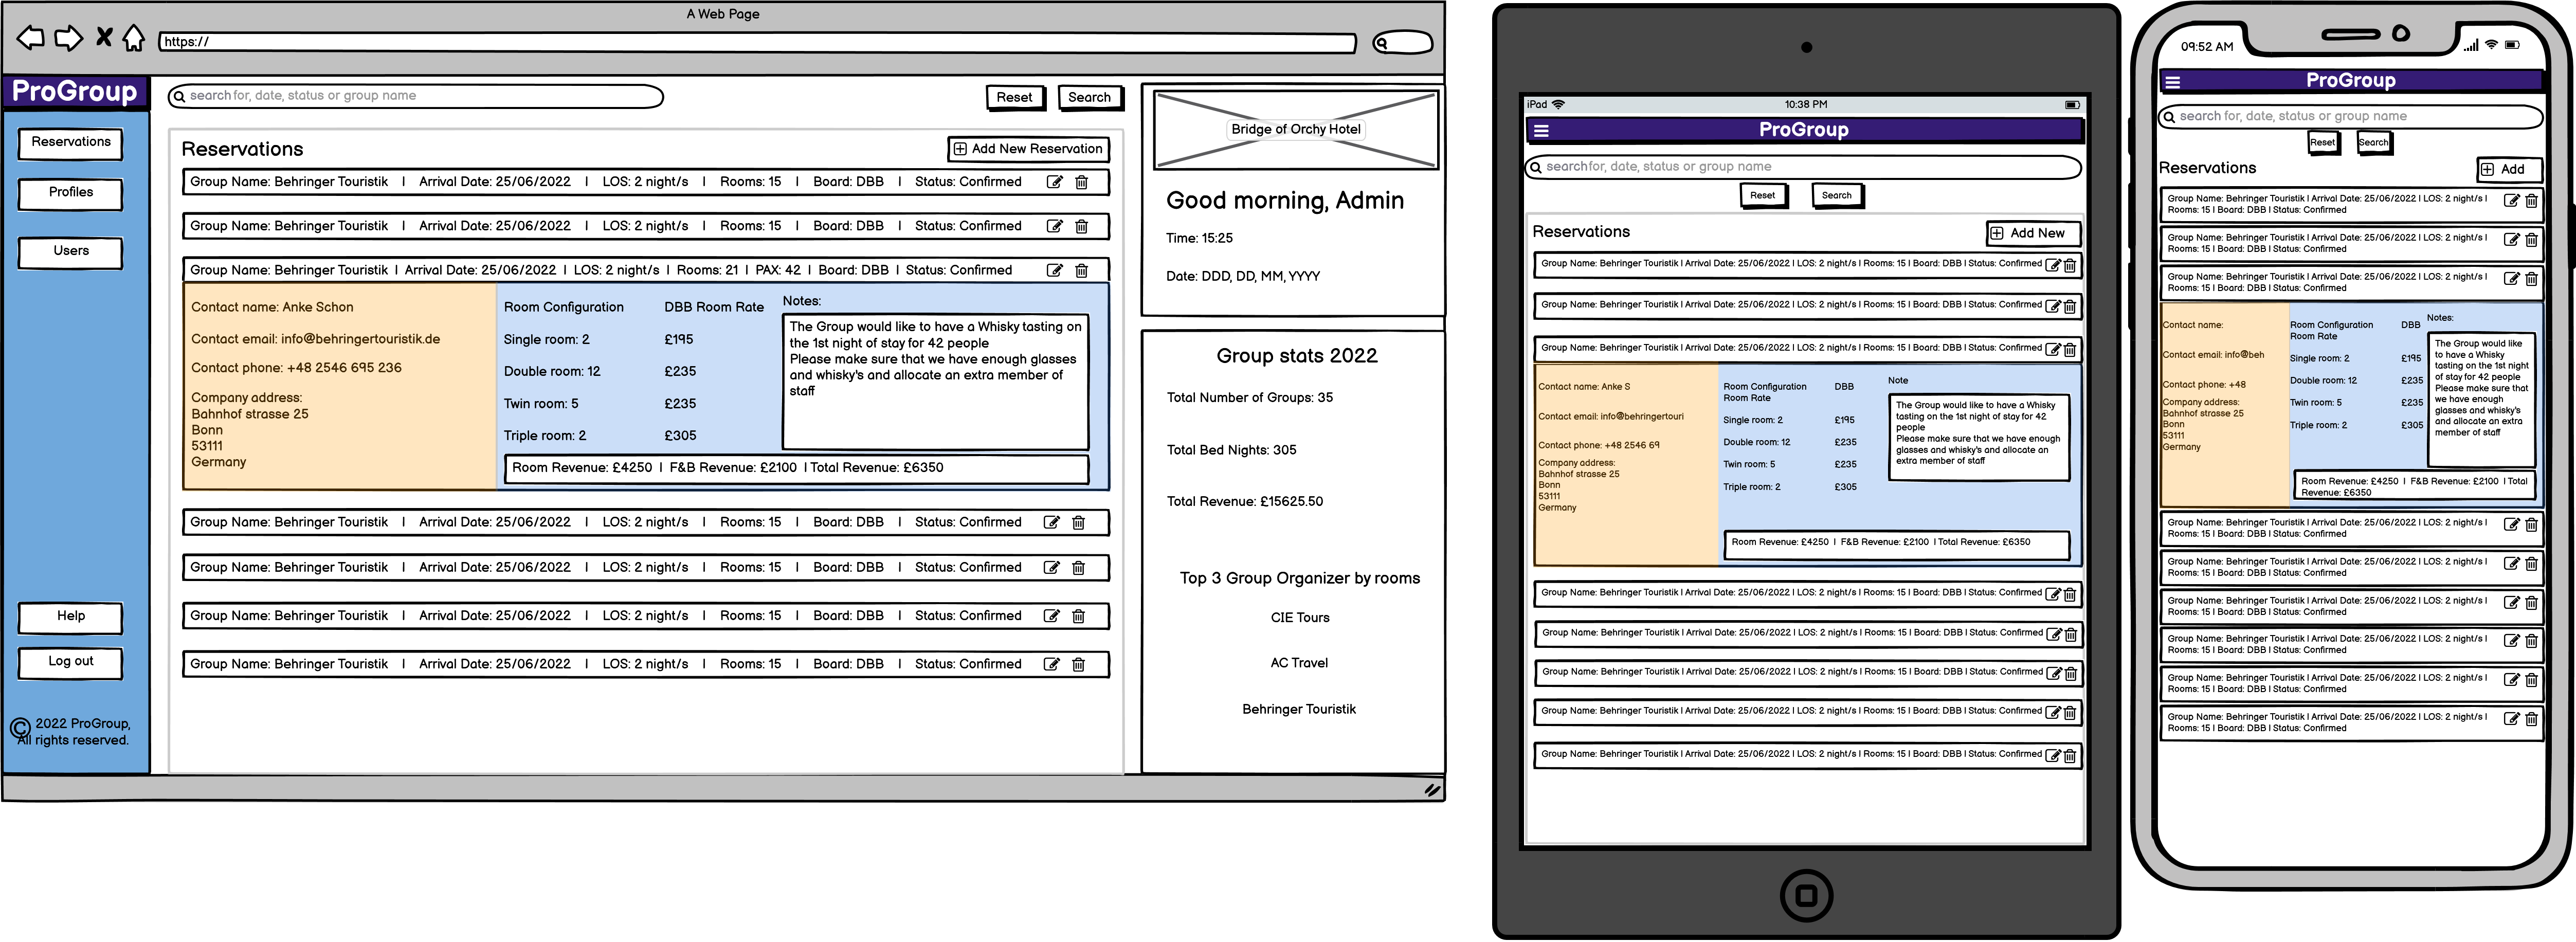 A Web Page
https://
ProGroup
search for, date, status or group name
Reset
Search
Reservations
Profiles
Users
Help
Log out
© 2022 ProGroup,
All rights reserved.
Reservations
Add New Reservation
Group Name: Behringer Touristik I Arrival Date: 25/06/2022 I LOS: 2 night/s I Rooms: 15 I Board: DBB I Status: Confirmed
Group Name: Behringer Touristik I Arrival Date: 25/06/2022 I LOS: 2 night/s I Rooms: 15 I Board: DBB I Status: Confirmed
Group Name: Behringer Touristik I Arrival Date: 25/06/2022 I LOS: 2 night/s I Rooms: 21 I PAX: 42 I Board: DBB I Status: Confirmed
Contact name: Anke Schon
Contact email: info@behringertouristik.de
Contact phone: +48 2546 695 236
Company address:
Bahnhof strasse 25
Bonn
53111
Germany
Room Configuration DBB Room Rate
Single room: 2 £195
Double room: 12 £235
Twin room: 5 £235
Triple room: 2 £305
Notes:
The Group would like to have a Whisky tasting on
the 1st night of stay for 42 people
Please make sure that we have enough glasses
and whisky's and allocate an extra member of
staff
Room Revenue: £4250 I F&B Revenue: £2100 I Total Revenue: £6350
Group Name: Behringer Touristik I Arrival Date: 25/06/2022 I LOS: 2 night/s I Rooms: 15 I Board: DBB I Status: Confirmed
Group Name: Behringer Touristik I Arrival Date: 25/06/2022 I LOS: 2 night/s I Rooms: 15 I Board: DBB I Status: Confirmed
Group Name: Behringer Touristik I Arrival Date: 25/06/2022 I LOS: 2 night/s I Rooms: 15 I Board: DBB I Status: Confirmed
Group Name: Behringer Touristik I Arrival Date: 25/06/2022 I LOS: 2 night/s I Rooms: 15 I Board: DBB I Status: Confirmed
Bridge of Orchy Hotel
Good morning, Admin
Time: 15:25
Date: DDD, DD, MM, YYYY
Group stats 2022
Total Number of Groups: 35
Total Bed Nights: 305
Total Revenue: £15625.50
Top 3 Group Organizer by rooms
CIE Tours
AC Travel
Behringer Touristik
iPad 10:38 PM
ProGroup
search for, date, status or group name
Reset
Search
Reservations
Add New
Group Name: Behringer Touristik I Arrival Date: 25/06/2022 I LOS: 2 night/s I Rooms: 15 I Board: DBB I Status: Confirmed
Group Name: Behringer Touristik I Arrival Date: 25/06/2022 I LOS: 2 night/s I Rooms: 15 I Board: DBB I Status: Confirmed
Group Name: Behringer Touristik I Arrival Date: 25/06/2022 I LOS: 2 night/s I Rooms: 15 I Board: DBB I Status: Confirmed
Contact name: Anke S
Contact email: info@behringertouri
Contact phone: +48 2546 69
Company address:
Bahnhof strasse 25
Bonn
53111
Germany
Room Configuration DBB
Room Rate
Single room: 2 £195
Double room: 12 £235
Twin room: 5 £235
Triple room: 2 £305
Note
The Group would like to have a Whisky
tasting on the 1st night of stay for 42
people
Please make sure that we have enough
glasses and whisky's and allocate an
extra member of staff
Room Revenue: £4250 I F&B Revenue: £2100 I Total Revenue: £6350
Group Name: Behringer Touristik I Arrival Date: 25/06/2022 I LOS: 2 night/s I Rooms: 15 I Board: DBB I Status: Confirmed
Group Name: Behringer Touristik I Arrival Date: 25/06/2022 I LOS: 2 night/s I Rooms: 15 I Board: DBB I Status: Confirmed
Group Name: Behringer Touristik I Arrival Date: 25/06/2022 I LOS: 2 night/s I Rooms: 15 I Board: DBB I Status: Confirmed
Group Name: Behringer Touristik I Arrival Date: 25/06/2022 I LOS: 2 night/s I Rooms: 15 I Board: DBB I Status: Confirmed
Group Name: Behringer Touristik I Arrival Date: 25/06/2022 I LOS: 2 night/s I Rooms: 15 I Board: DBB I Status: Confirmed
09:52 AM
ProGroup
search for, date, status or group name
Reset
Search
Reservations
Add
Group Name: Behringer Touristik I Arrival Date: 25/06/2022 I LOS: 2 night/s I
Rooms: 15 I Board: DBB I Status: Confirmed
Group Name: Behringer Touristik I Arrival Date: 25/06/2022 I LOS: 2 night/s I
Rooms: 15 I Board: DBB I Status: Confirmed
Group Name: Behringer Touristik I Arrival Date: 25/06/2022 I LOS: 2 night/s I
Rooms: 15 I Board: DBB I Status: Confirmed
Contact name:
Contact email: info@beh
Contact phone: +48
Company address:
Bahnhof strasse 25
Bonn
53111
Germany
Room Configuration DBB
Room Rate
Single room: 2 £195
Double room: 12 £235
Twin room: 5 £235
Triple room: 2 £305
Notes:
The Group would like
to have a Whisky
tasting on the 1st night
of stay for 42 people
Please make sure that
we have enough
glasses and whisky's
and allocate an extra
member of staff
Room Revenue: £4250 I F&B Revenue: £2100 I Total
Revenue: £6350
Group Name: Behringer Touristik I Arrival Date: 25/06/2022 I LOS: 2 night/s I
Rooms: 15 I Board: DBB I Status: Confirmed
Group Name: Behringer Touristik I Arrival Date: 25/06/2022 I LOS: 2 night/s I
Rooms: 15 I Board: DBB I Status: Confirmed
Group Name: Behringer Touristik I Arrival Date: 25/06/2022 I LOS: 2 night/s I
Rooms: 15 I Board: DBB I Status: Confirmed
Group Name: Behringer Touristik I Arrival Date: 25/06/2022 I LOS: 2 night/s I
Rooms: 15 I Board: DBB I Status: Confirmed
Group Name: Behringer Touristik I Arrival Date: 25/06/2022 I LOS: 2 night/s I
Rooms: 15 I Board: DBB I Status: Confirmed
Group Name: Behringer Touristik I Arrival Date: 25/06/2022 I LOS: 2 night/s I
Rooms: 15 I Board: DBB I Status: Confirmed